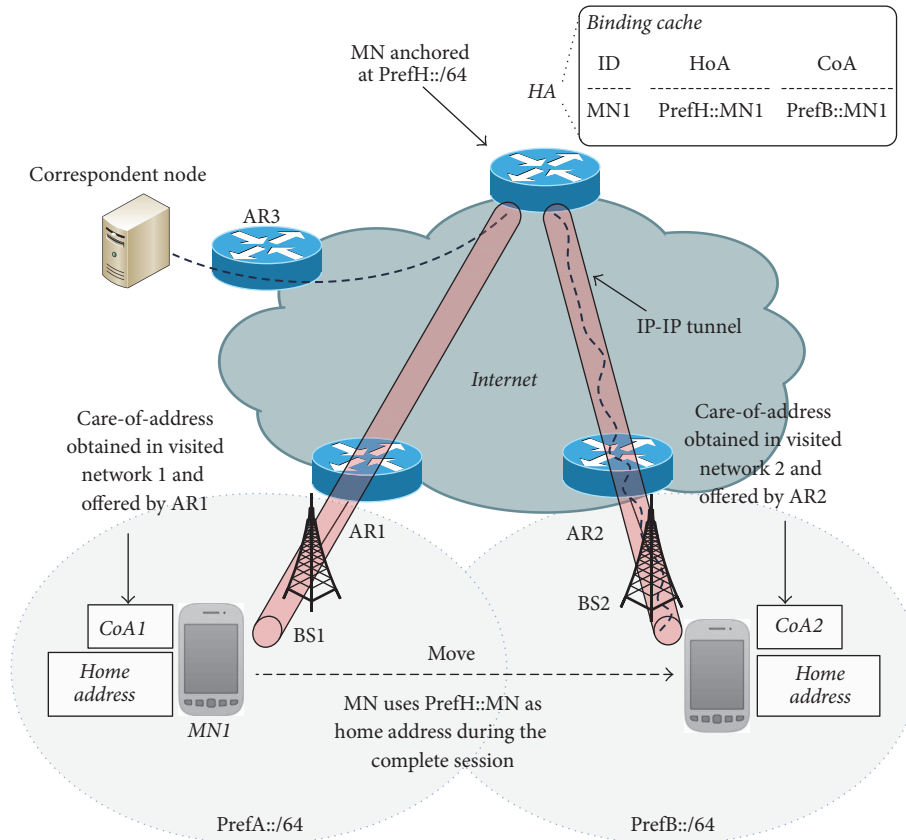 Binding cache
MN anchored
at PrefH::/64
HA
ID HoA CoA
MN1 PrefH::MN1 PrefB::MN1
Correspondent node
AR3
IP-IP tunnel
Internet
Care-of-address
obtained in visited
network 1 and
offered by AR1
Care-of-address
obtained in visited
network 2 and
offered by AR2
AR1
AR2
BS1
BS2
CoA1
Home
address
MN1
CoA2
Home
address
Move
MN uses PrefH::MN as
home address during the
complete session
PrefA::/64
PrefB::/64